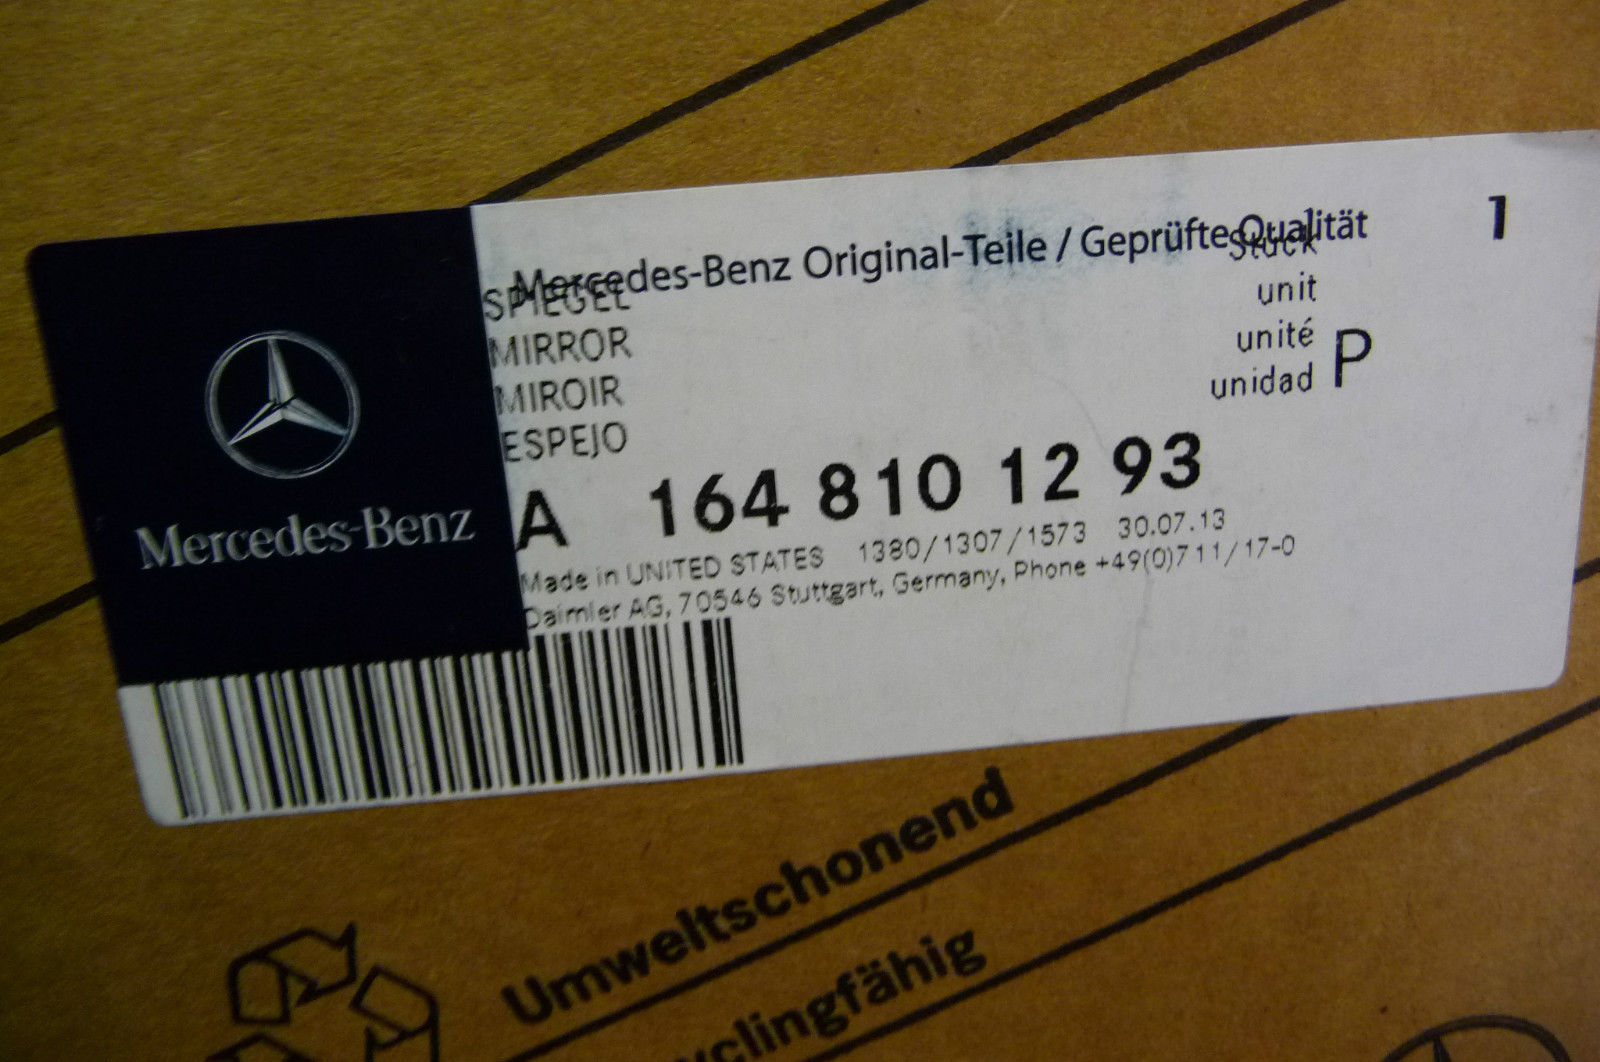 Mercedes-Benz Original-Teile / Geprüfte Qualität
1
SPIEGEL
MIRROR
MIROIR
ESPEJO
Stück
unit
unité
unidad
P
Mercedes-Benz
A 164 810 12 93
Made in UNITED STATES 1380/1307/1573 30.07.13
Daimler AG, 70546 Stuttgart, Germany, Phone +49(0)711/17-0
Umweltschonend
yclingfähig